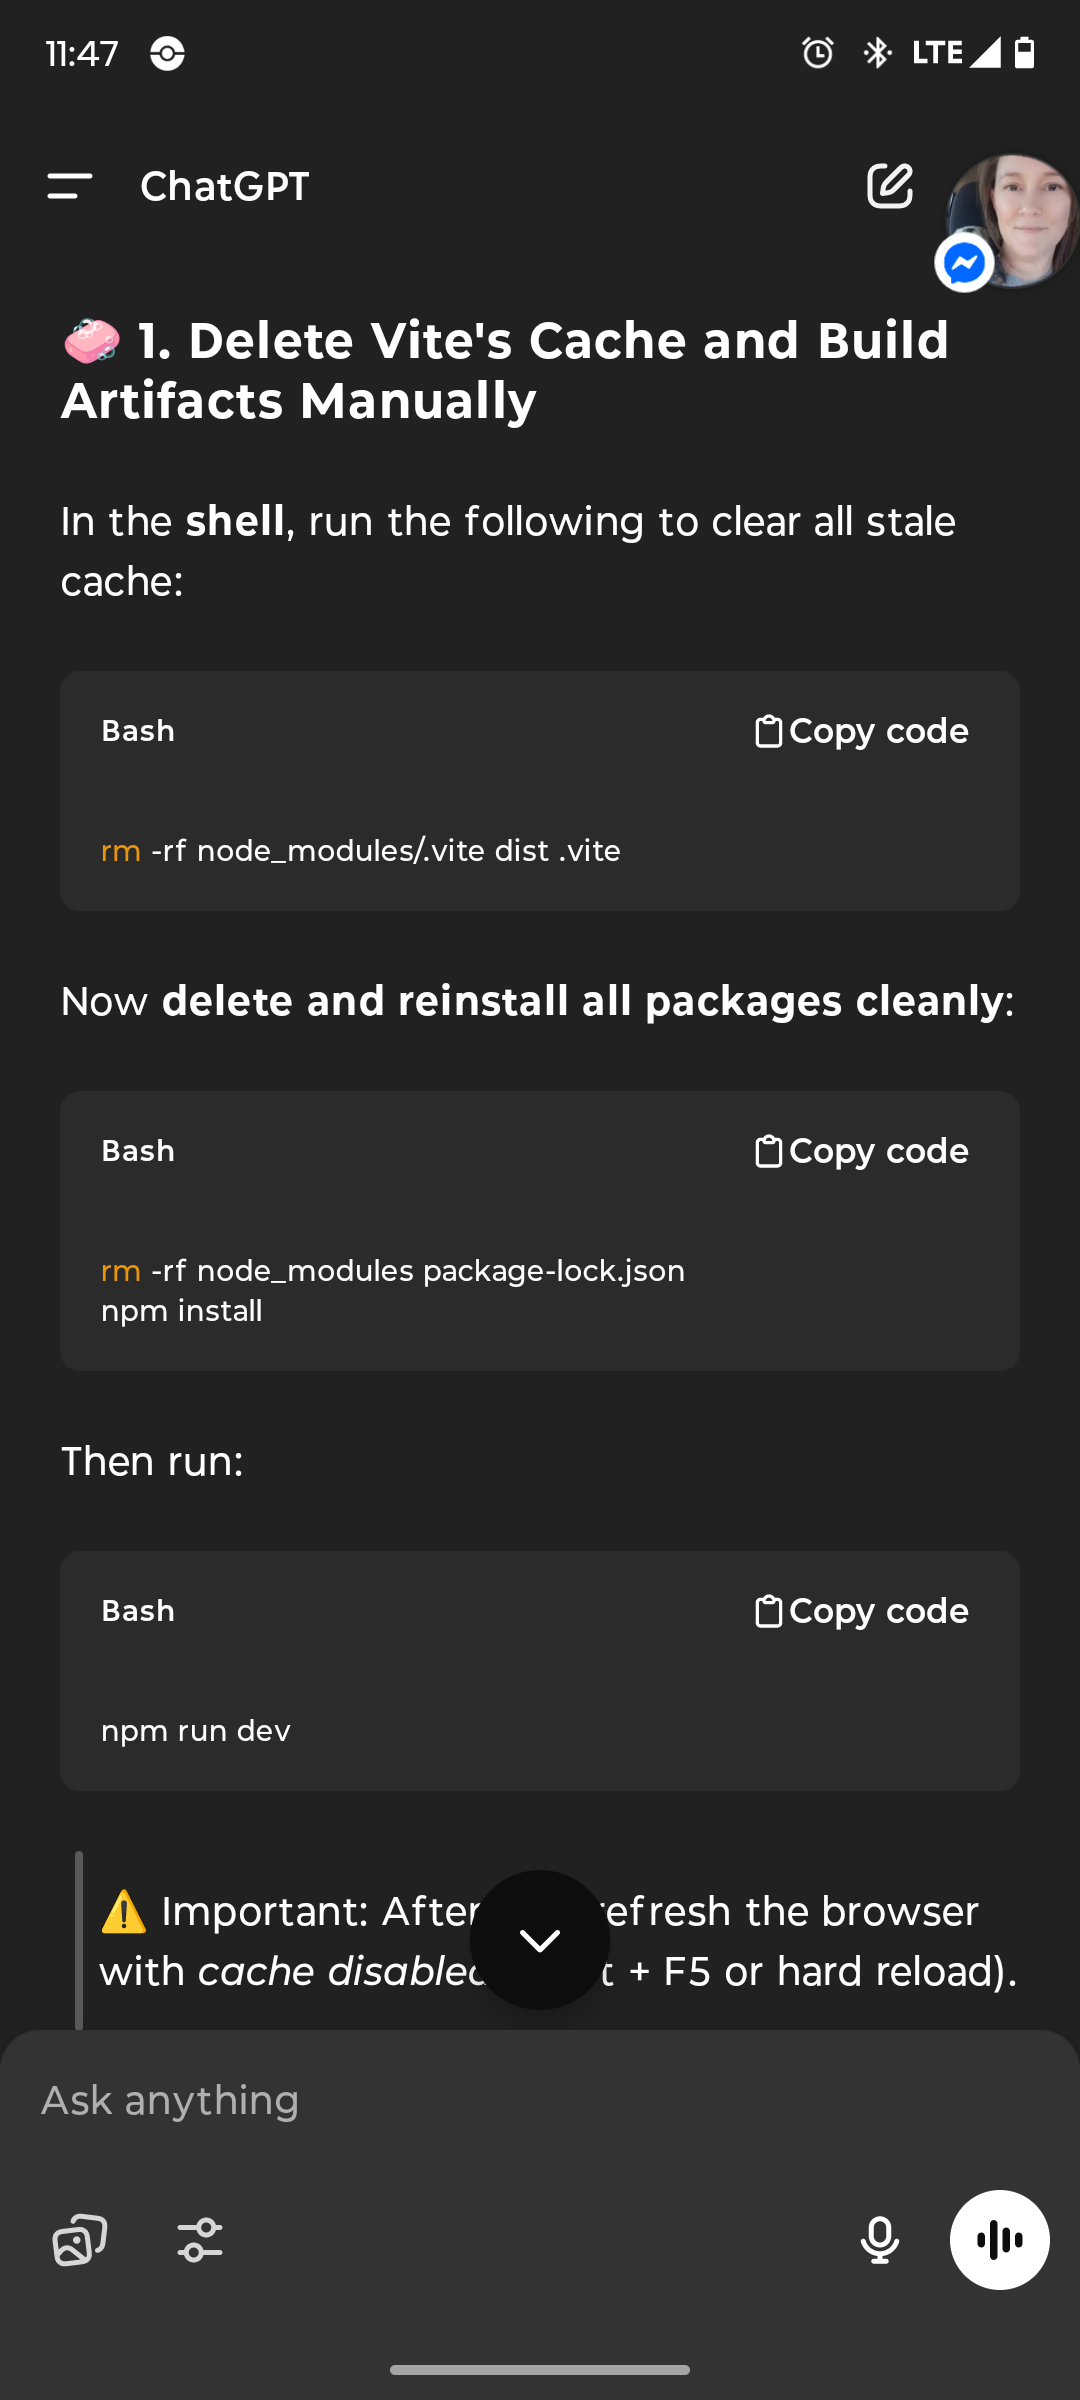 11:47
LTE
ChatGPT
🧼 1. Delete Vite's Cache and Build
Artifacts Manually
In the shell, run the following to clear all stale
cache:
Bash
Copy code
rm -rf node_modules/.vite dist .vite
Now delete and reinstall all packages cleanly:
Bash
Copy code
rm -rf node_modules package-lock.json
npm install
Then run:
Bash
Copy code
npm run dev
⚠️ Important: After refresh the browser
with cache disabled + F5 or hard reload).
Ask anything